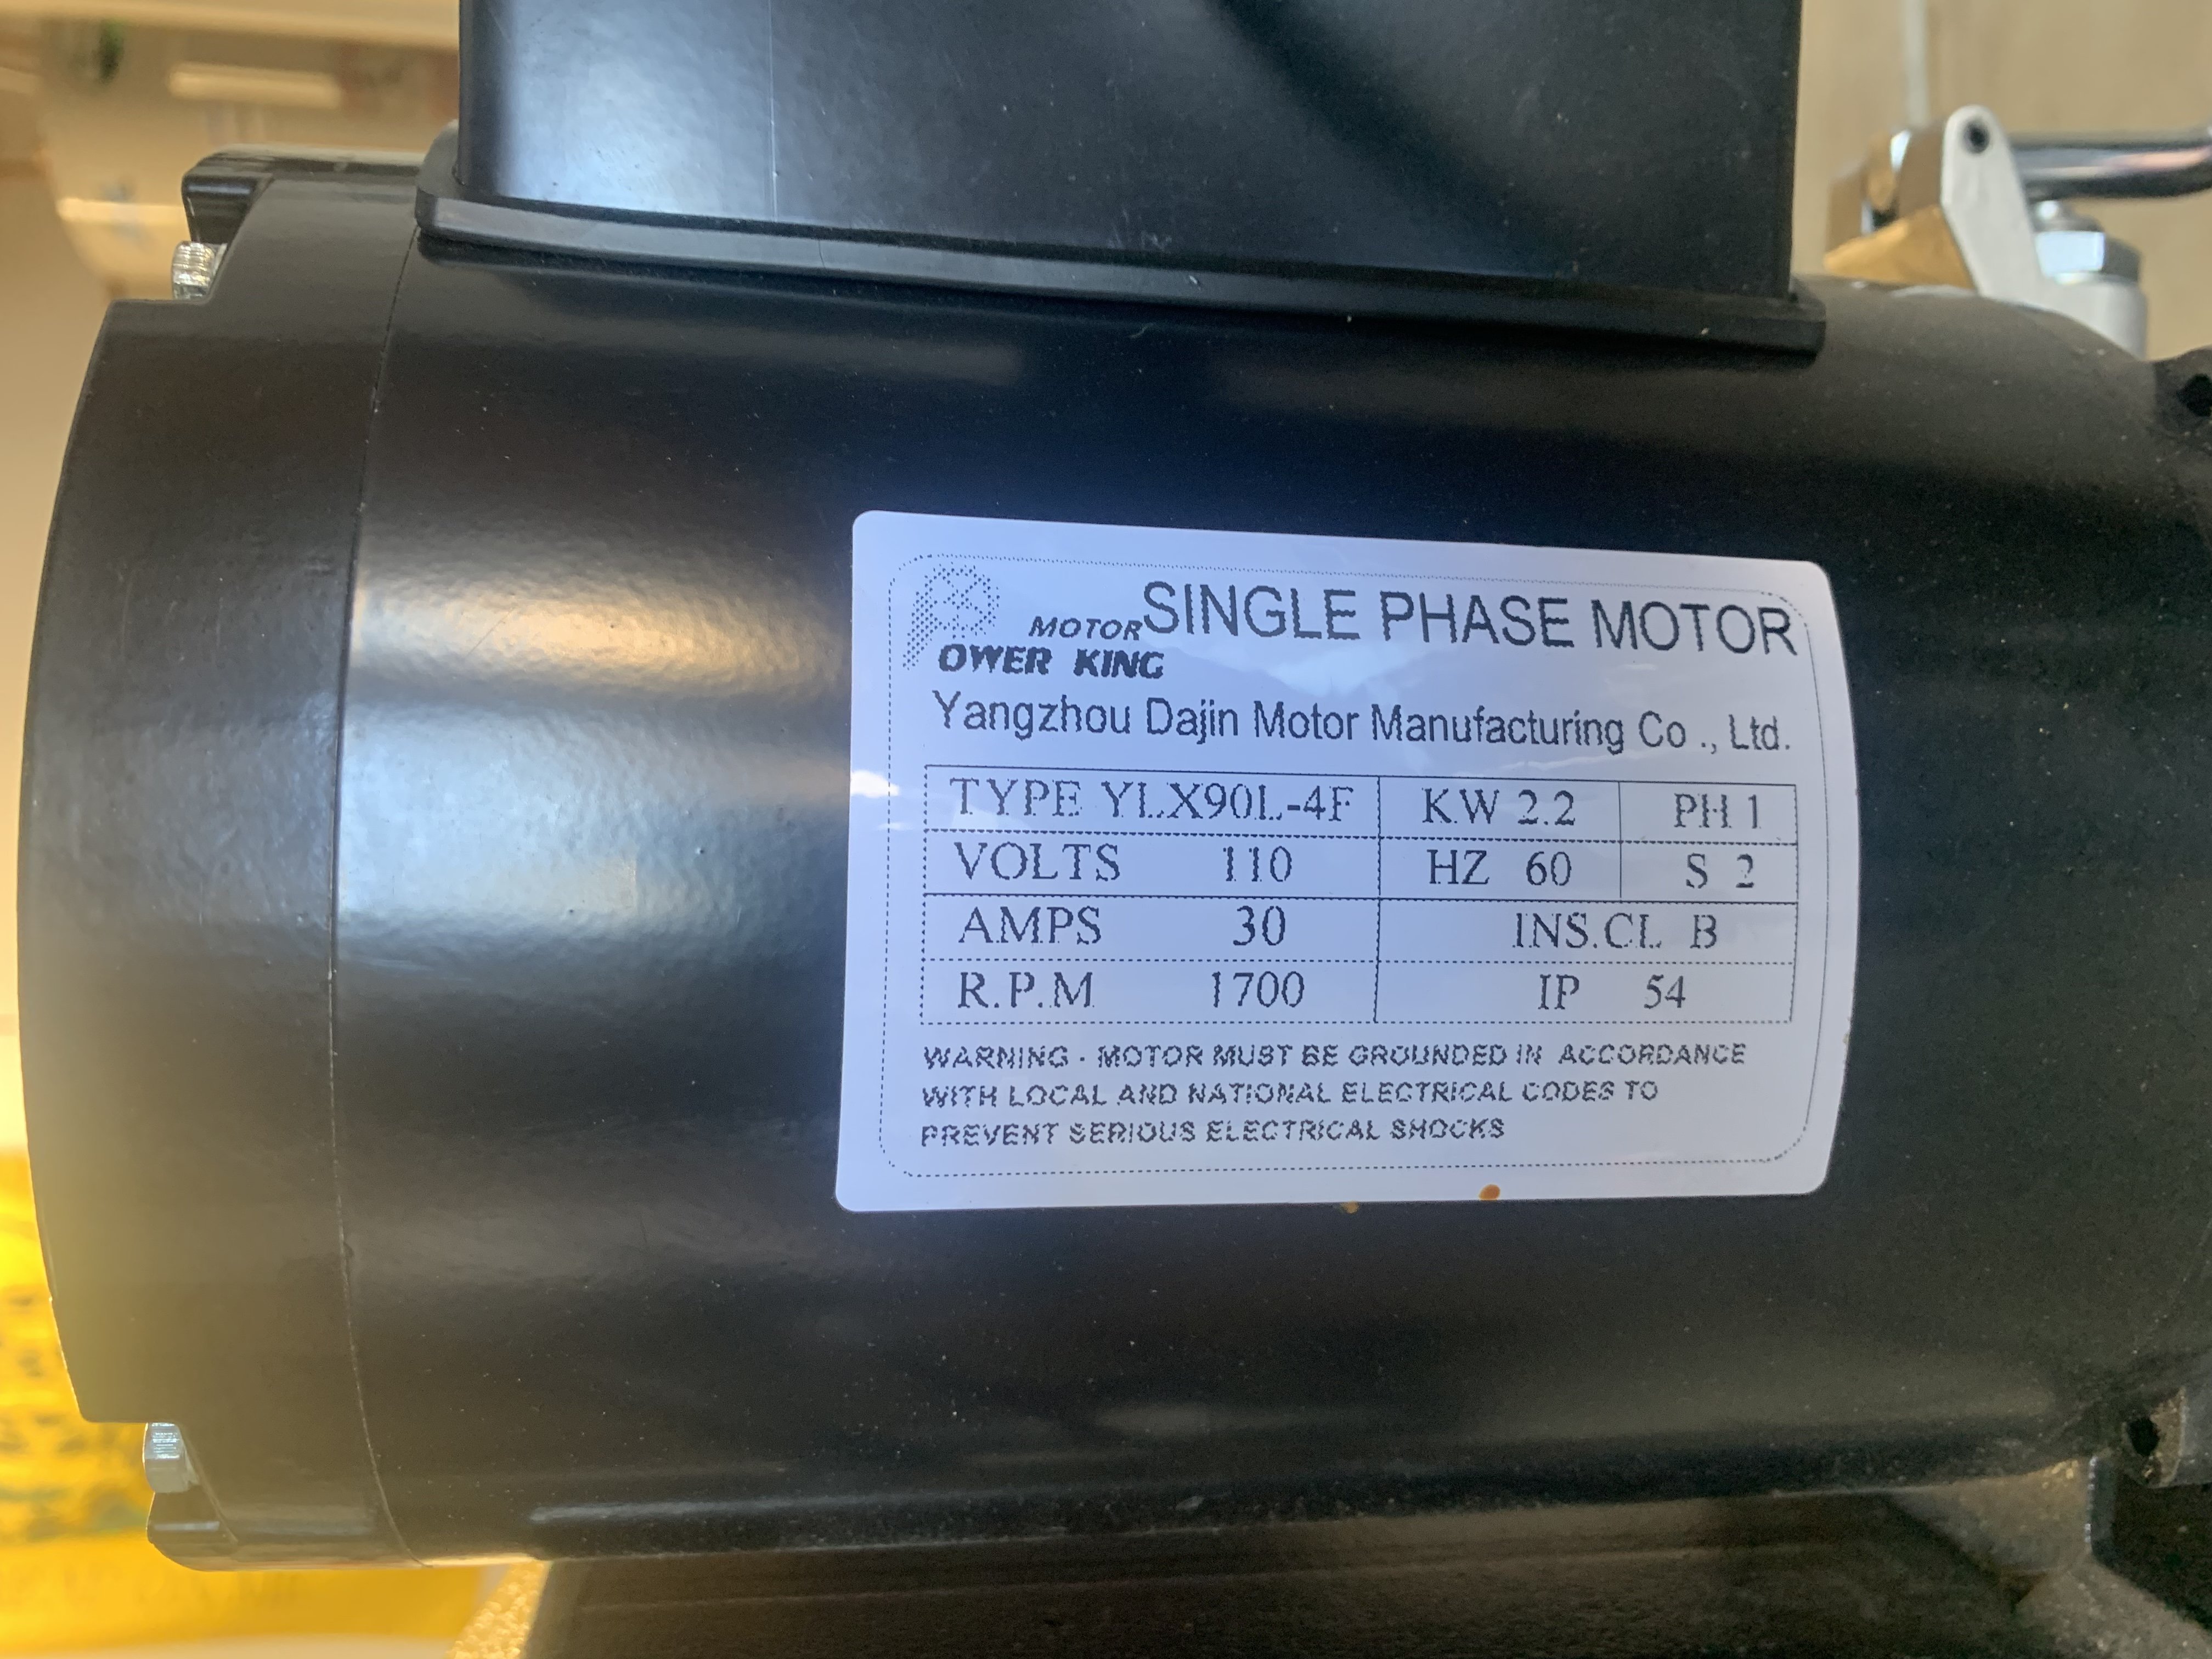 MOTOR SINGLE PHASE MOTOR
POWER KING
Yangzhou Dajin Motor Manufacturing Co ., Ltd.
TYPE YLX90L-4F KW 2.2 PH 1
VOLTS 110 HZ 60 S 2
AMPS 30 INS.CL B
R.P.M 1700 IP 54
WARNING - MOTOR MUST BE GROUNDED IN ACCORDANCE
WITH LOCAL AND NATIONAL ELECTRICAL CODES TO
PREVENT SERIOUS ELECTRICAL SHOCKS